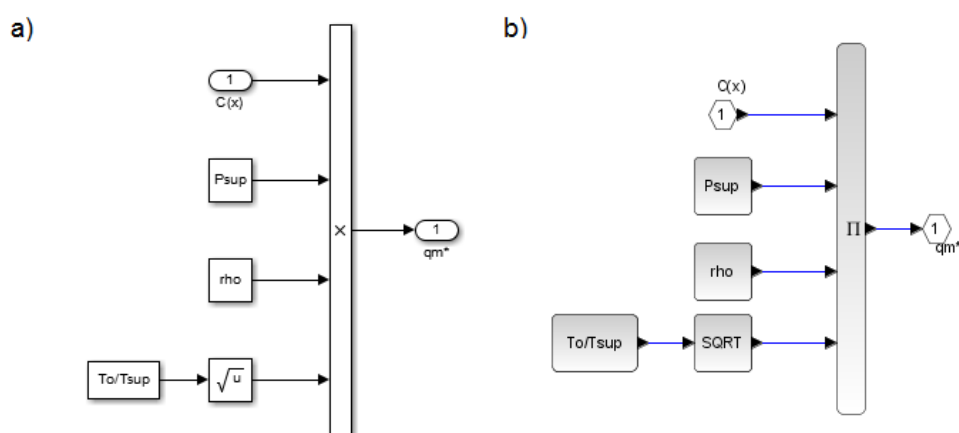 a)
1
C(x)
Psup
×
1
qm*
rho
To/Tsup
√u
b)
C(x)
1
Psup
Π
1
qm*
rho
To/Tsup
SQRT